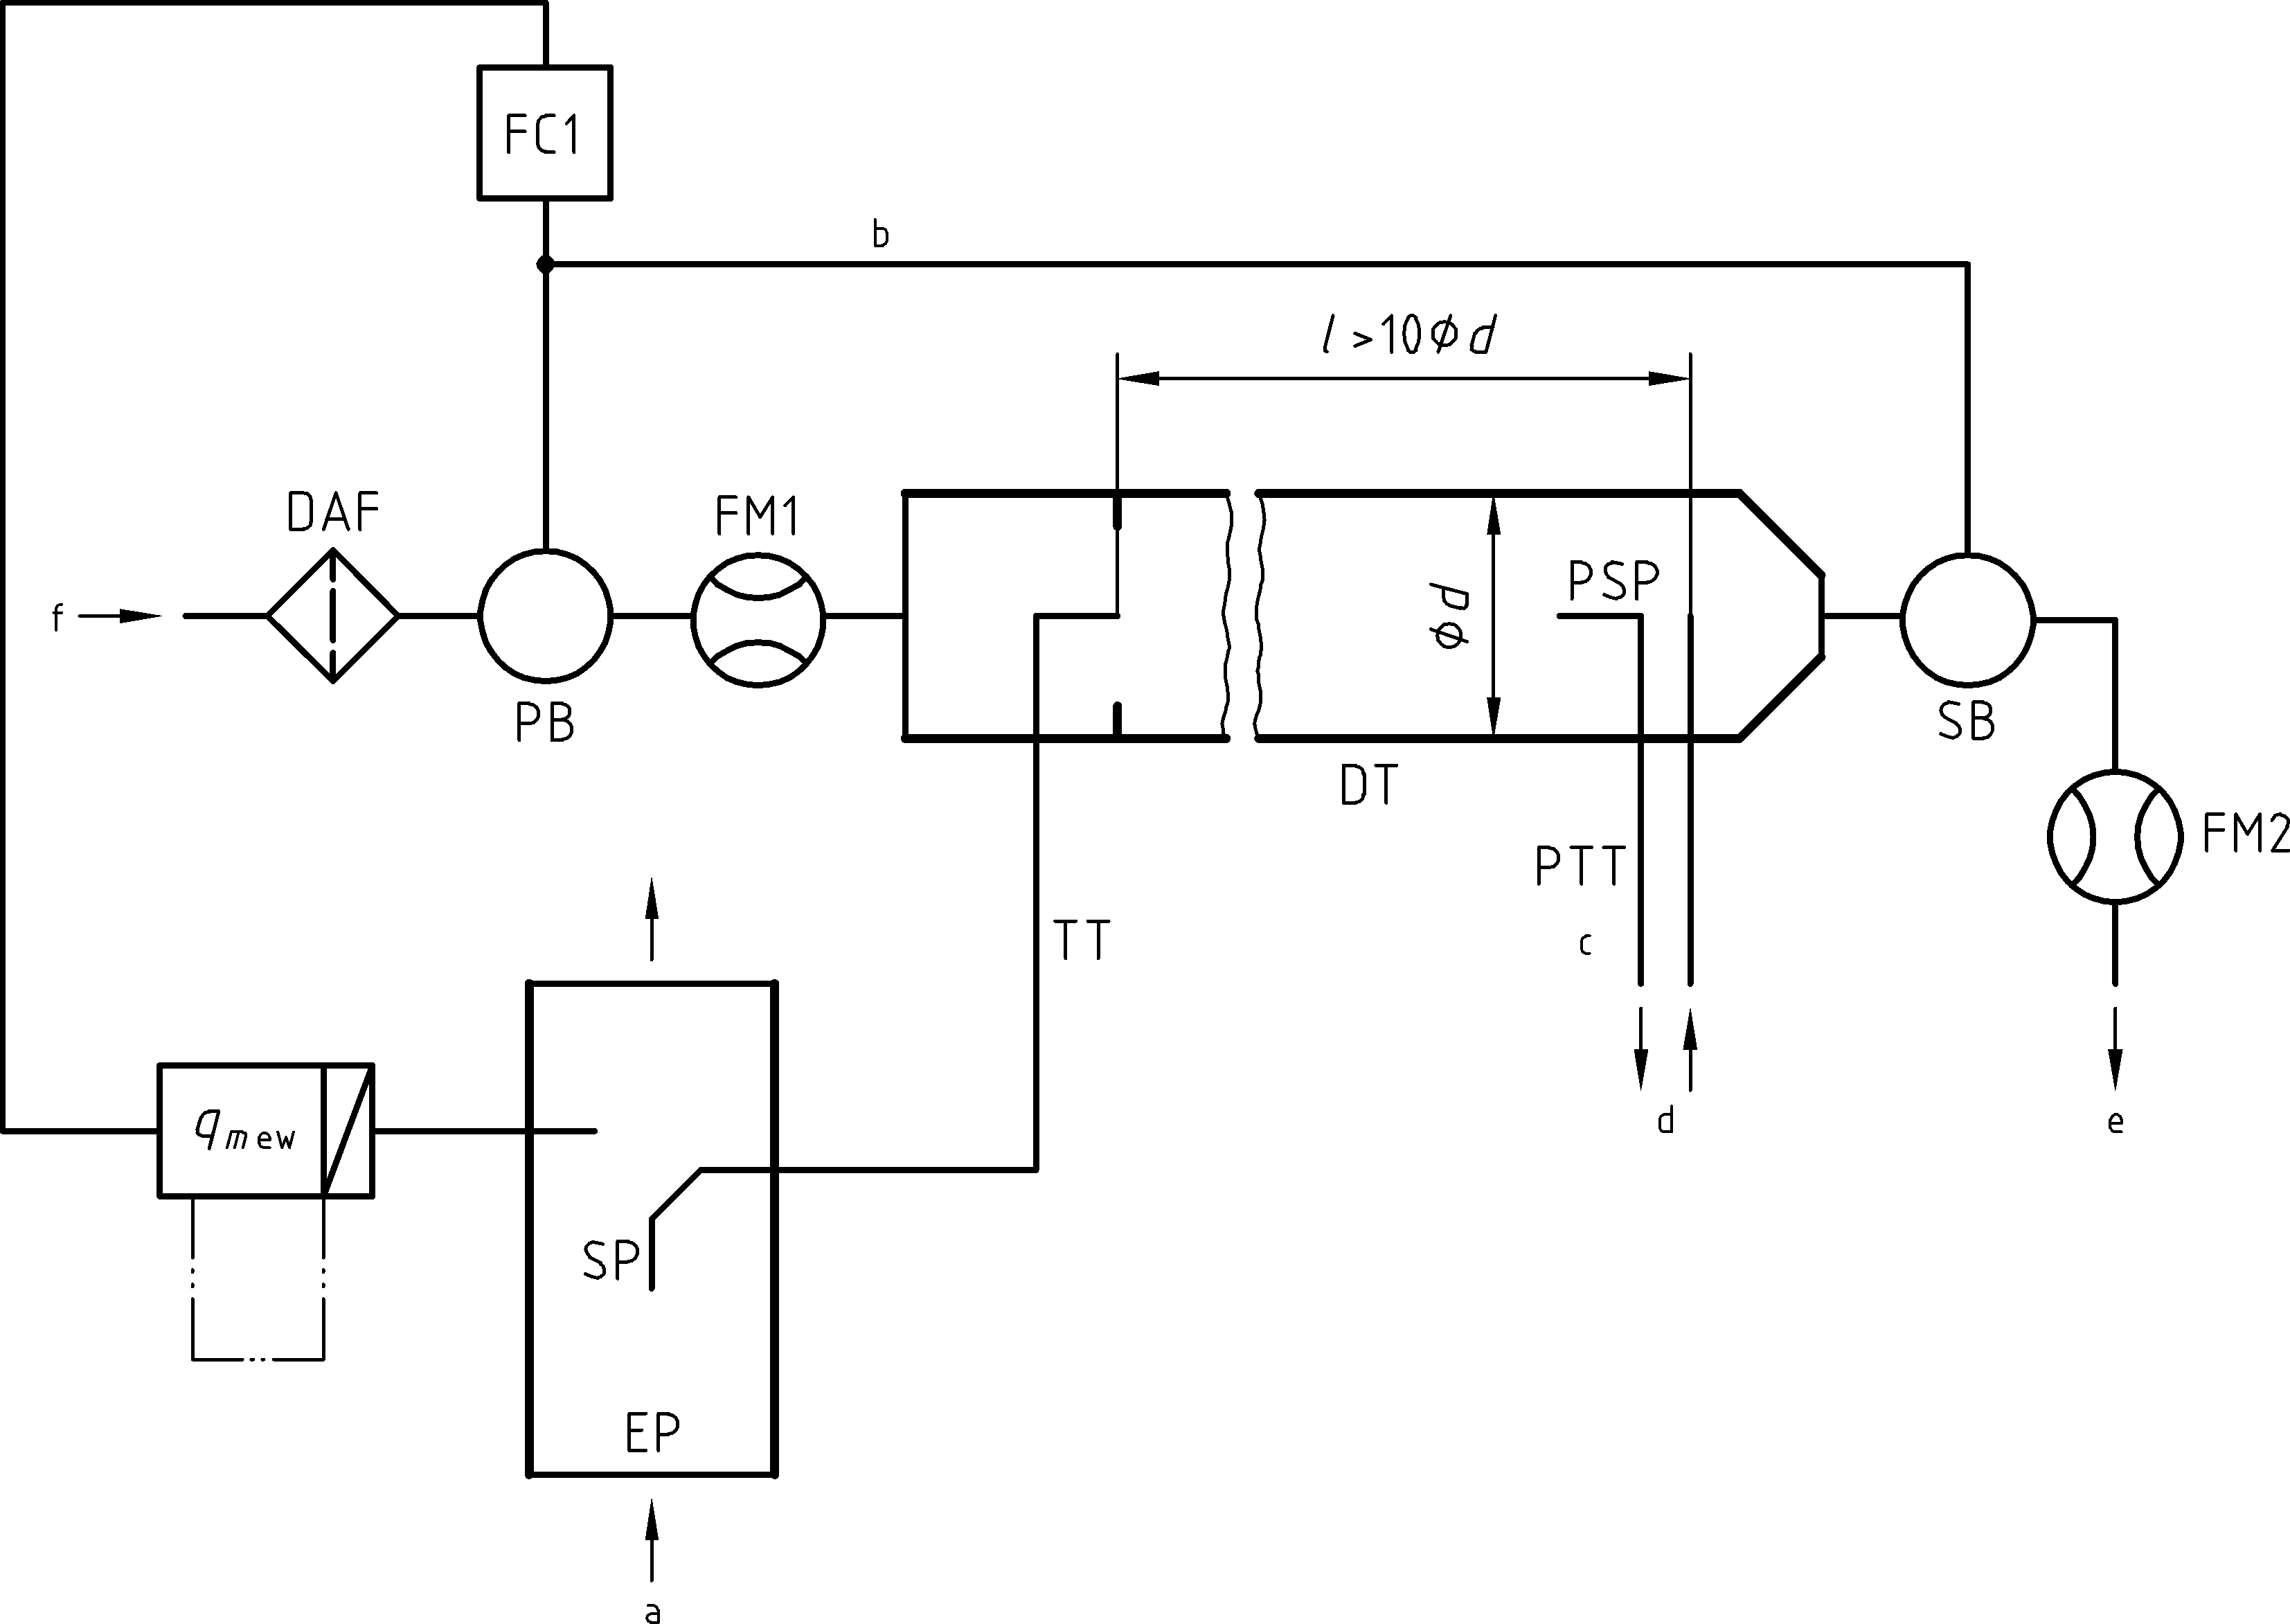 FC1
b
l >10ϕd
DAF
FM1
f
PSP
ϕd
PB
SB
DT
FM2
PTT
TT
c
qmew
d
e
SP
EP
a